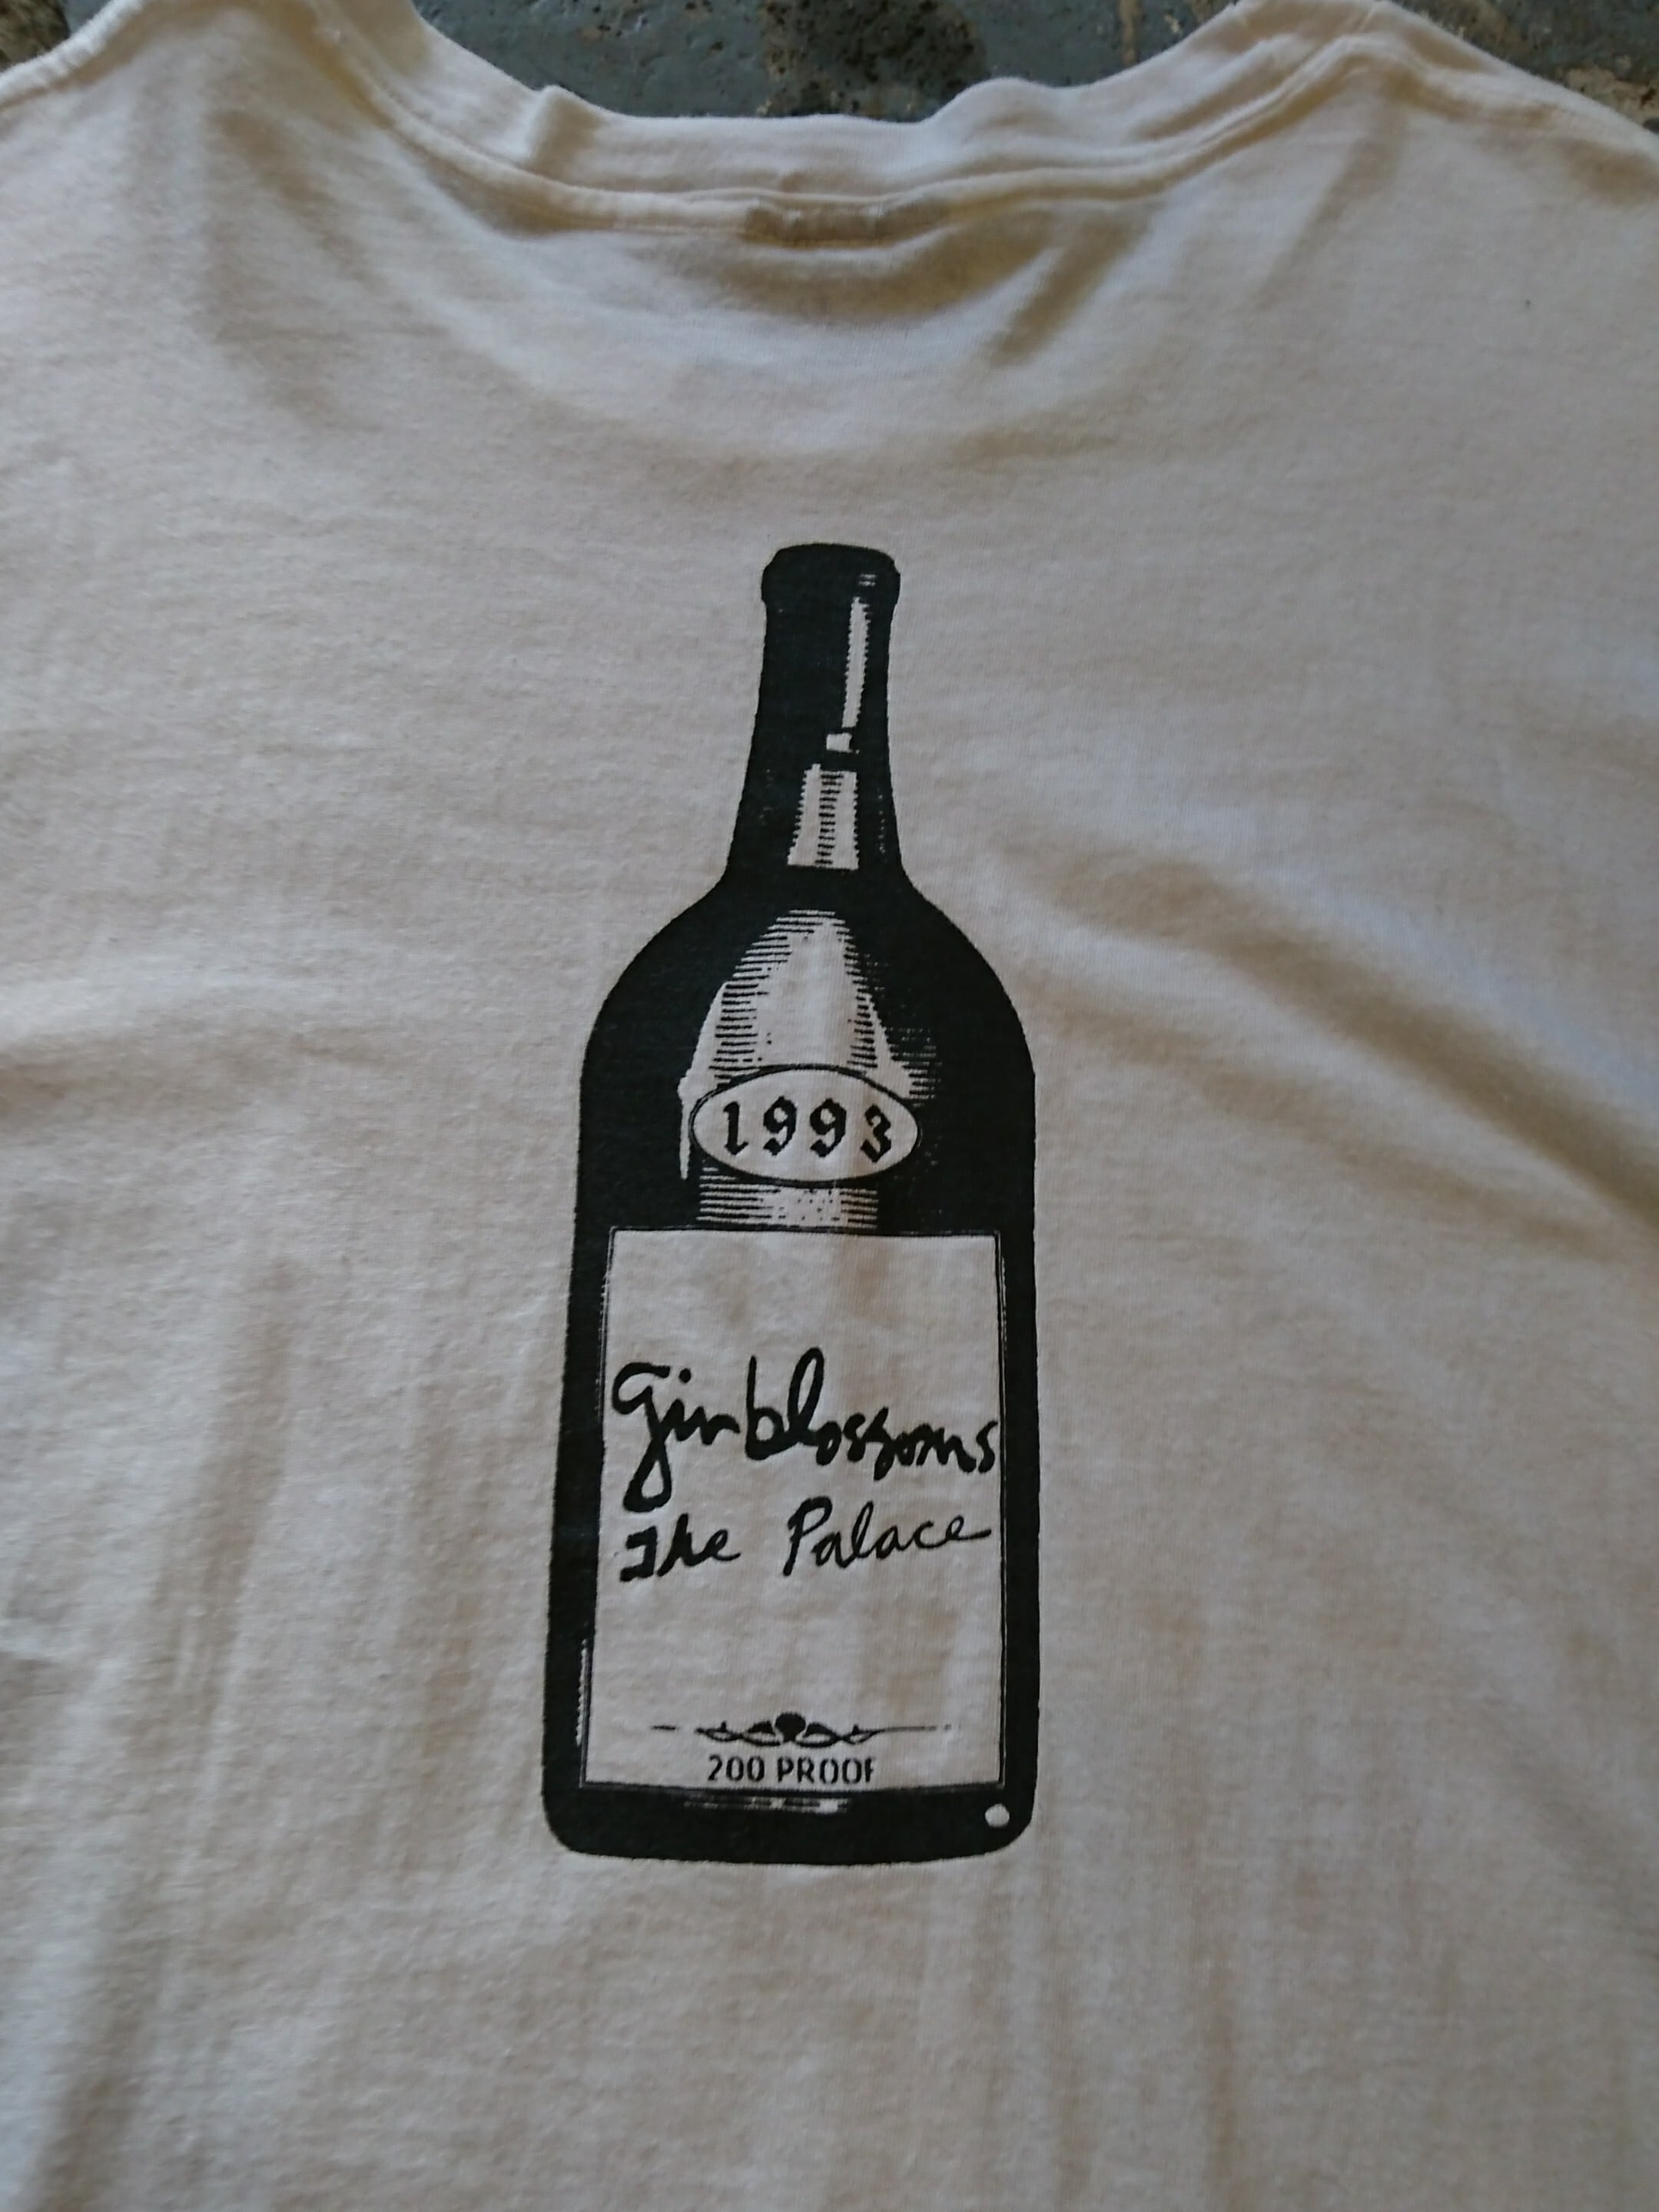 1993
Gin blossoms
The Palace
200 PROOF